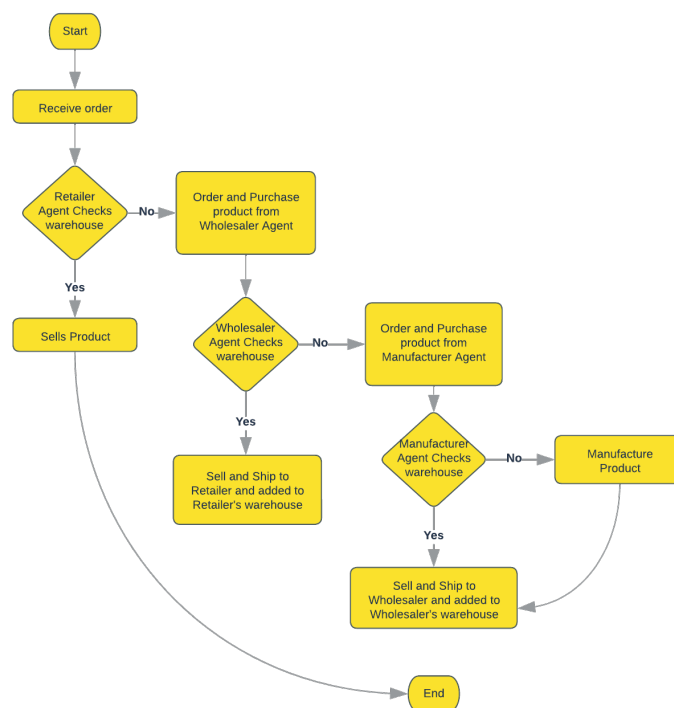 Start
Receive order
Retailer
Agent Checks
warehouse
No
Order and Purchase
product from
Wholesaler Agent
Yes
Sells Product
Wholesaler
Agent Checks
warehouse
No
Order and Purchase
product from
Manufacturer Agent
Yes
Sell and Ship to
Retailer and added to
Retailer's warehouse
Manufacturer
Agent Checks
warehouse
No
Manufacture
Product
Yes
Sell and Ship to
Wholesaler and added to
Wholesaler's warehouse
End